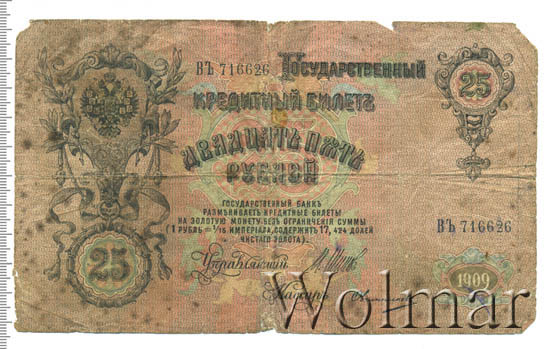 ВЪ 716626 Государственный
25
Кредитный Билетъ
Двадцать пять
рублей
ГОСУДАРСТВЕННЫЙ БАНКЪ
РАЗМѢНИВАЕТЪ КРЕДИТНЫЕ БИЛЕТЫ
НА ЗОЛОТУЮ МОНЕТУ БЕЗЪ ОГРАНИЧЕНІЯ СУММЫ
(1 РУБЛЬ = 1/15 ИМПЕРІАЛА, СОДЕРЖИТЪ 17,424 ДОЛЕЙ
ЧИСТАГО ЗОЛОТА).
ВЪ 716626
25
Управляющій
1909
Кассиръ
Wolmar